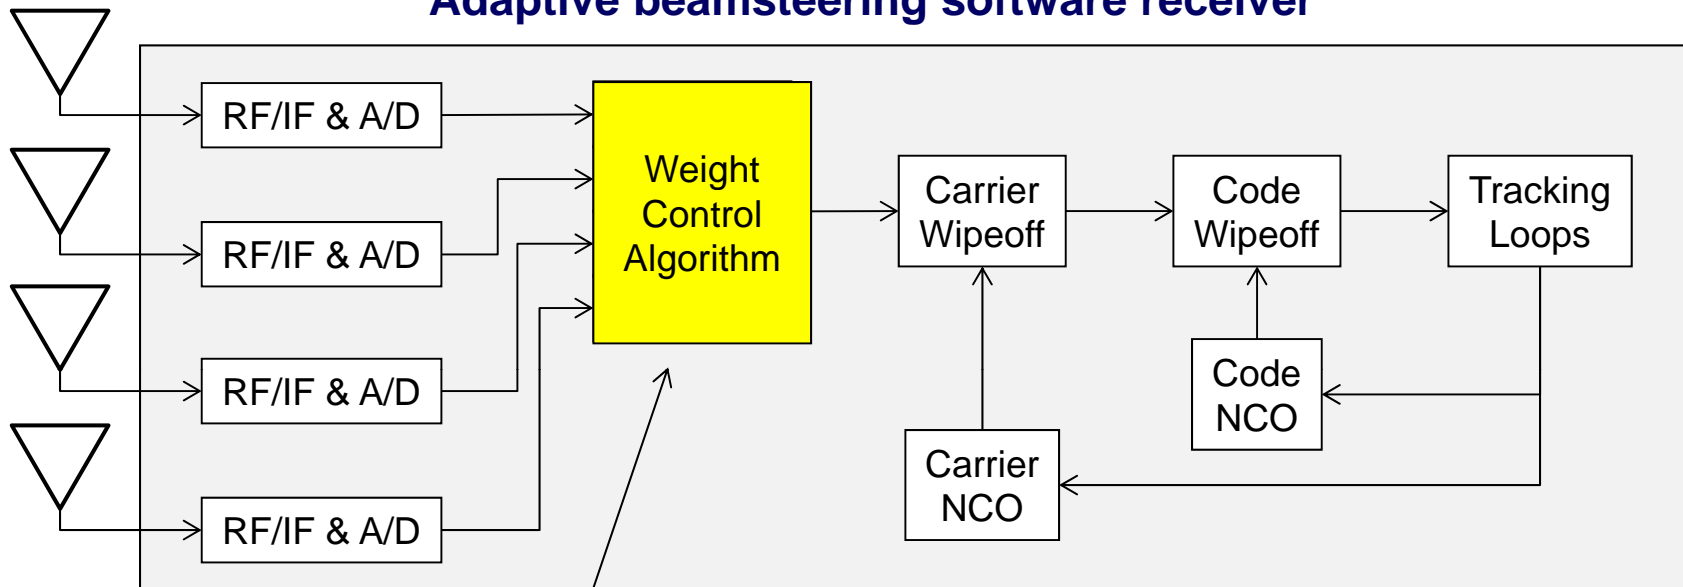 Adaptive beamsteering software receiver
RF/IF & A/D
RF/IF & A/D
RF/IF & A/D
RF/IF & A/D
Weight
Control
Algorithm
Carrier
Wipeoff
Code
Wipeoff
Tracking
Loops
Code
NCO
Carrier
NCO